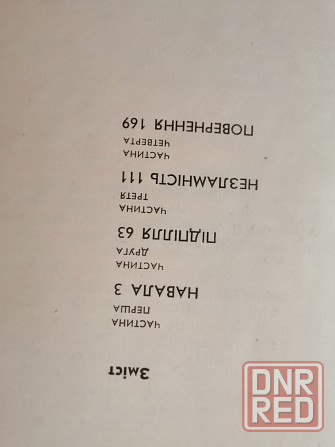 Зміст
ЧАСТИНА
ПЕРША
НАВАЛА 3
ЧАСТИНА
ДРУГА
ПІДПІЛЛЯ 63
ЧАСТИНА
ТРЕТЯ
НЕЗЛАМНІСТЬ 111
ЧАСТИНА
ЧЕТВЕРТА
ПОВЕРНЕННЯ 169
DNR
RED